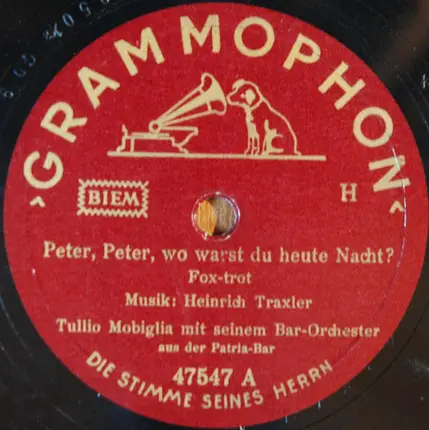 ›GRAMMOPHON‹
BIEM
H
Peter, Peter, wo warst du heute Nacht?
Fox-trot
Musik: Heinrich Traxler
Tullio Mobiglia mit seinem Bar-Orchester
aus der Patria-Bar
47547 A
DIE STIMME SEINES HERRN